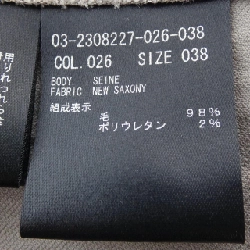 03-2308227-026-038
COL.026 SIZE 038
BODY SEINE
FABRIC NEW SAXONY
組成表示
毛 98%
ポリウレタン 2%